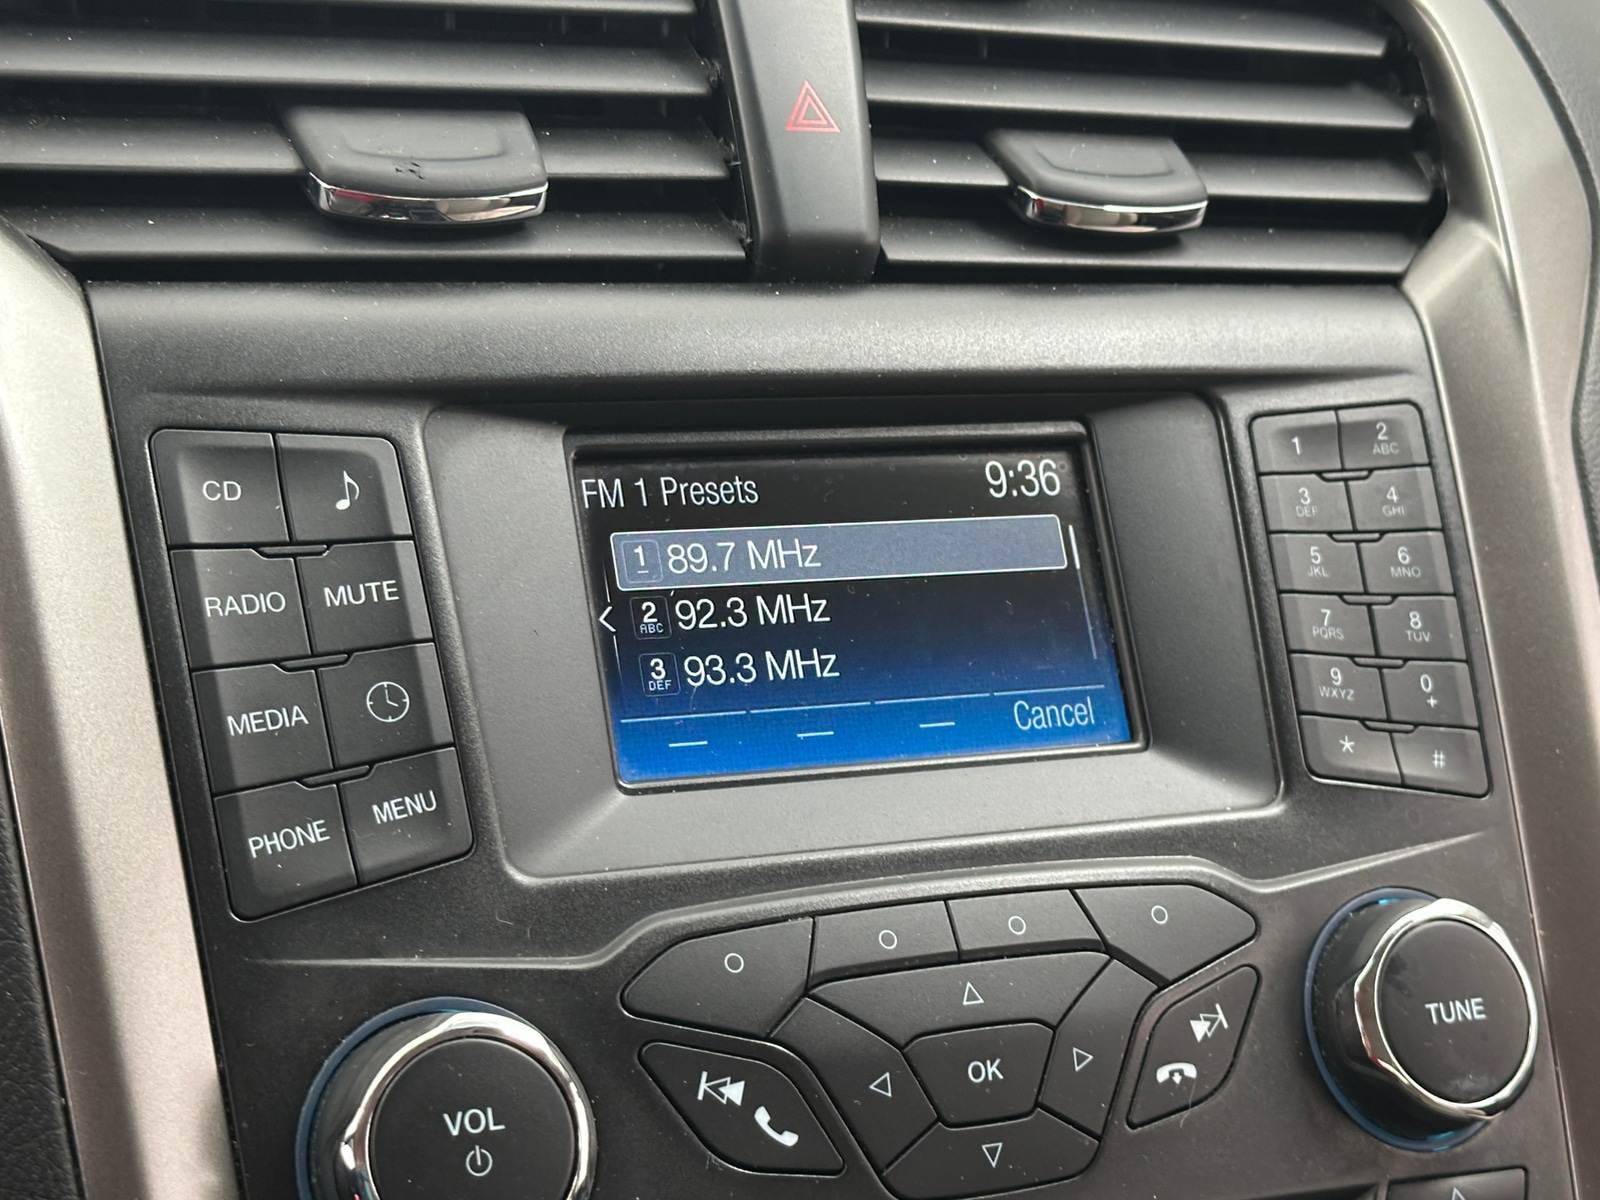 FM 1 Presets 9:36
1 89.7 MHz
2 ABC 92.3 MHz
3 DEF 93.3 MHz
Cancel
CD
RADIO MUTE
MEDIA
PHONE MENU
1 2 ABC
3 DEF 4 GHI
5 JKL 6 MNO
7 PQRS 8 TUV
9 WXYZ 0 +
* #
OK
VOL
TUNE